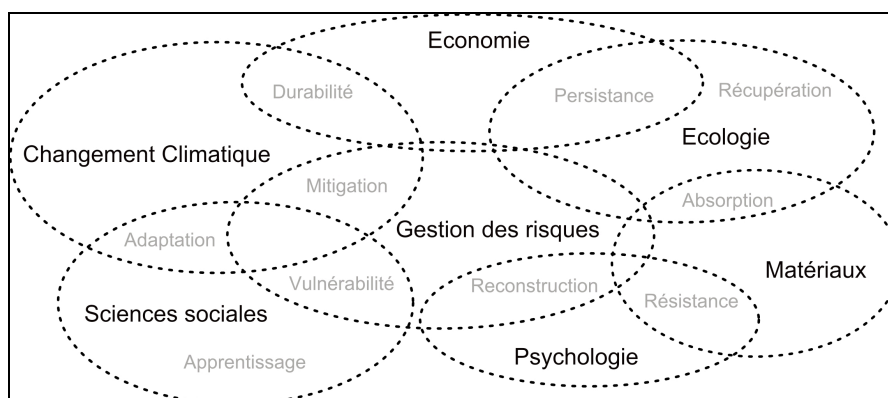 Economie
Durabilité
Persistance
Récupération
Ecologie
Changement Climatique
Mitigation
Absorption
Adaptation
Gestion des risques
Matériaux
Vulnérabilité
Reconstruction
Résistance
Sciences sociales
Psychologie
Apprentissage